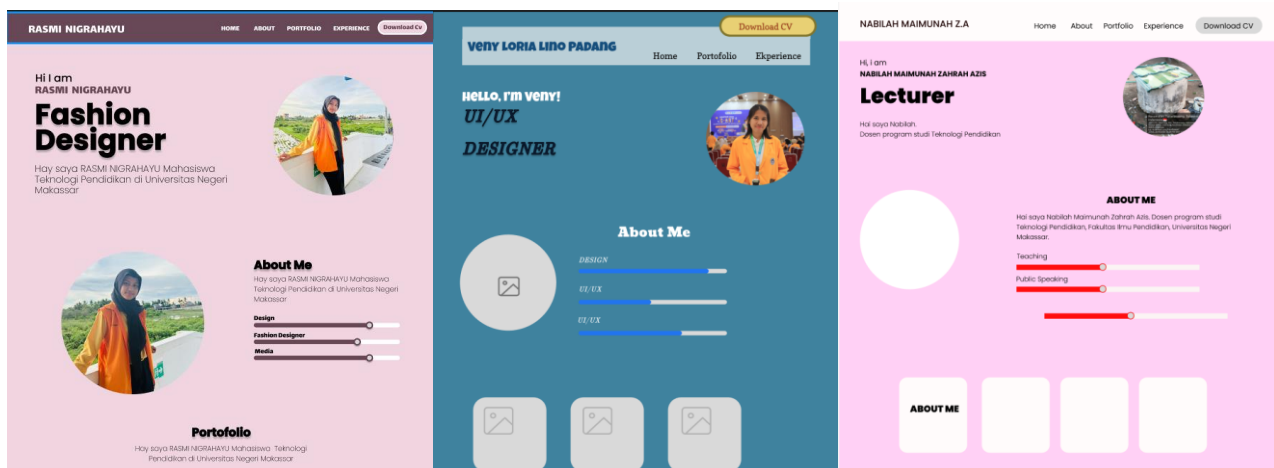 RASMI NIGRAHAYU
HOME ABOUT PORTFOLIO EXPERIENCE Download Cv
Hi I am
RASMI NIGRAHAYU
Fashion
Designer
Hay saya RASMI NIGRAHAYU Mahasiswa
Teknologi Pendidikan di Universitas Negeri
Makassar
About Me
Hay saya RASMI NIGRAHAYU Mahasiswa
Teknologi Pendidikan di Universitas Negeri
Makassar
Design
Fashion Designer
Media
Portofolio
Hay saya RASMI NIGRAHAYU Mahasiswa Teknologi
Pendidikan di Universitas Negeri Makassar
Download CV
Veny Loria Lino Padang
Home Portofolio Ekperience
Hello, I'm Veny!
UI/UX
DESIGNER
About Me
DESIGN
UI/UX
UI/UX
NABILAH MAIMUNAH Z.A
Home About Portfolio Experience Download CV
Hi, i am
NABILAH MAIMUNAH ZAHRAH AZIS
Lecturer
Hai saya Nabilah.
Dosen program studi Teknologi Pendidikan
ABOUT ME
Hai saya Nabilah Maimunah Zahrah Azis. Dosen program studi
Teknologi Pendidikan, Fakultas Ilmu Pendidikan, Universitas Negeri
Makassar.
Teaching
Public Speaking
ABOUT ME